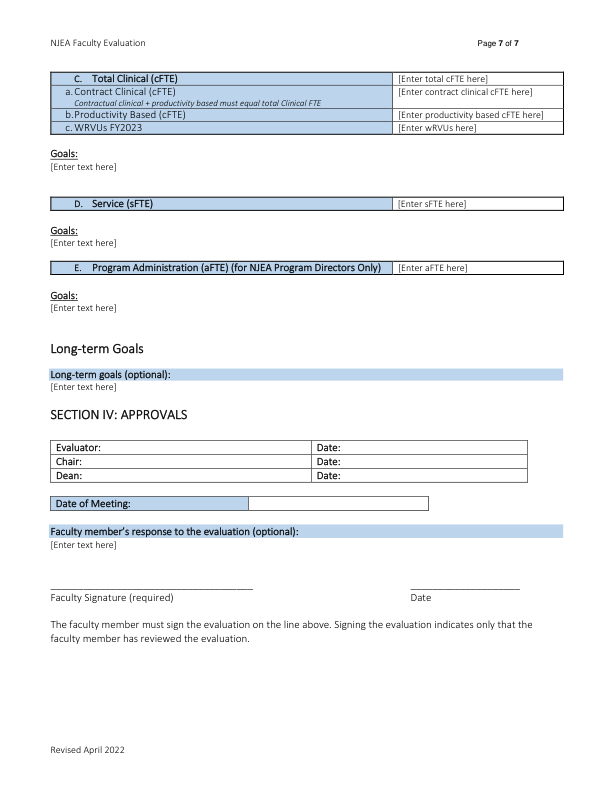 NJEA Faculty Evaluation Page 7 of 7
C. Total Clinical (cFTE) [Enter total cFTE here]
a. Contract Clinical (cFTE) [Enter contract clinical cFTE here]
Contractual clinical + productivity based must equal total Clinical FTE
b. Productivity Based (cFTE) [Enter productivity based cFTE here]
c. WRVUs FY2023 [Enter wRVUs here]
Goals:
[Enter text here]
D. Service (sFTE) [Enter sFTE here]
Goals:
[Enter text here]
E. Program Administration (aFTE) (for NJEA Program Directors Only) [Enter aFTE here]
Goals:
[Enter text here]
Long-term Goals
Long-term goals (optional):
[Enter text here]
SECTION IV: APPROVALS
Evaluator: Date:
Chair: Date:
Dean: Date:
Date of Meeting:
Faculty member’s response to the evaluation (optional):
[Enter text here]
Faculty Signature (required) Date
The faculty member must sign the evaluation on the line above. Signing the evaluation indicates only that the
faculty member has reviewed the evaluation.
Revised April 2022